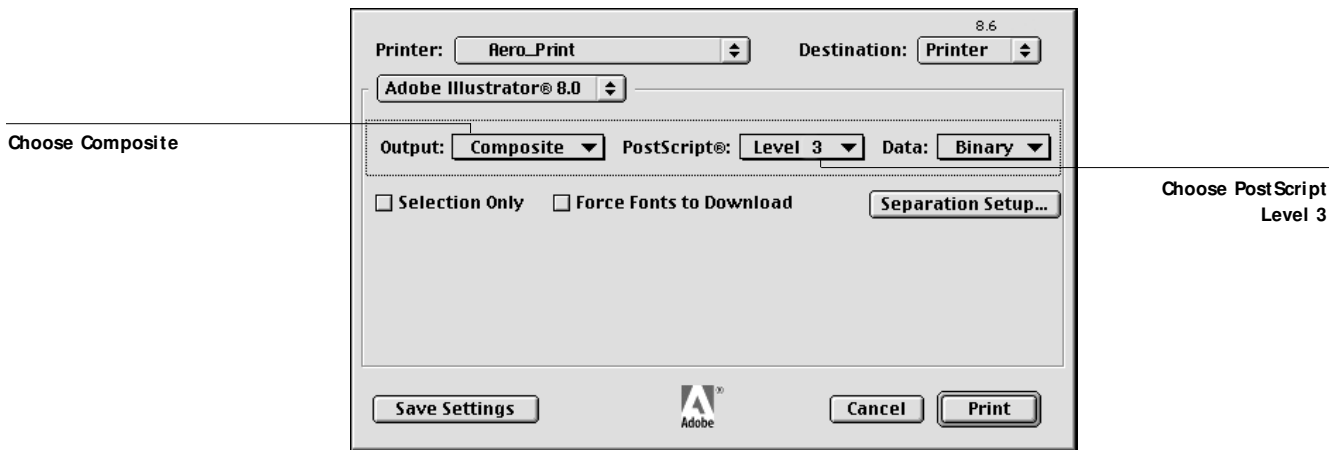 8.6
Printer: Aero_Print Destination: Printer
Adobe Illustrator® 8.0
Choose Composite
Output: Composite PostScript®: Level 3 Data: Binary
Choose PostScript
Level 3
Selection Only Force Fonts to Download Separation Setup...
Save Settings
Adobe
®
Cancel Print